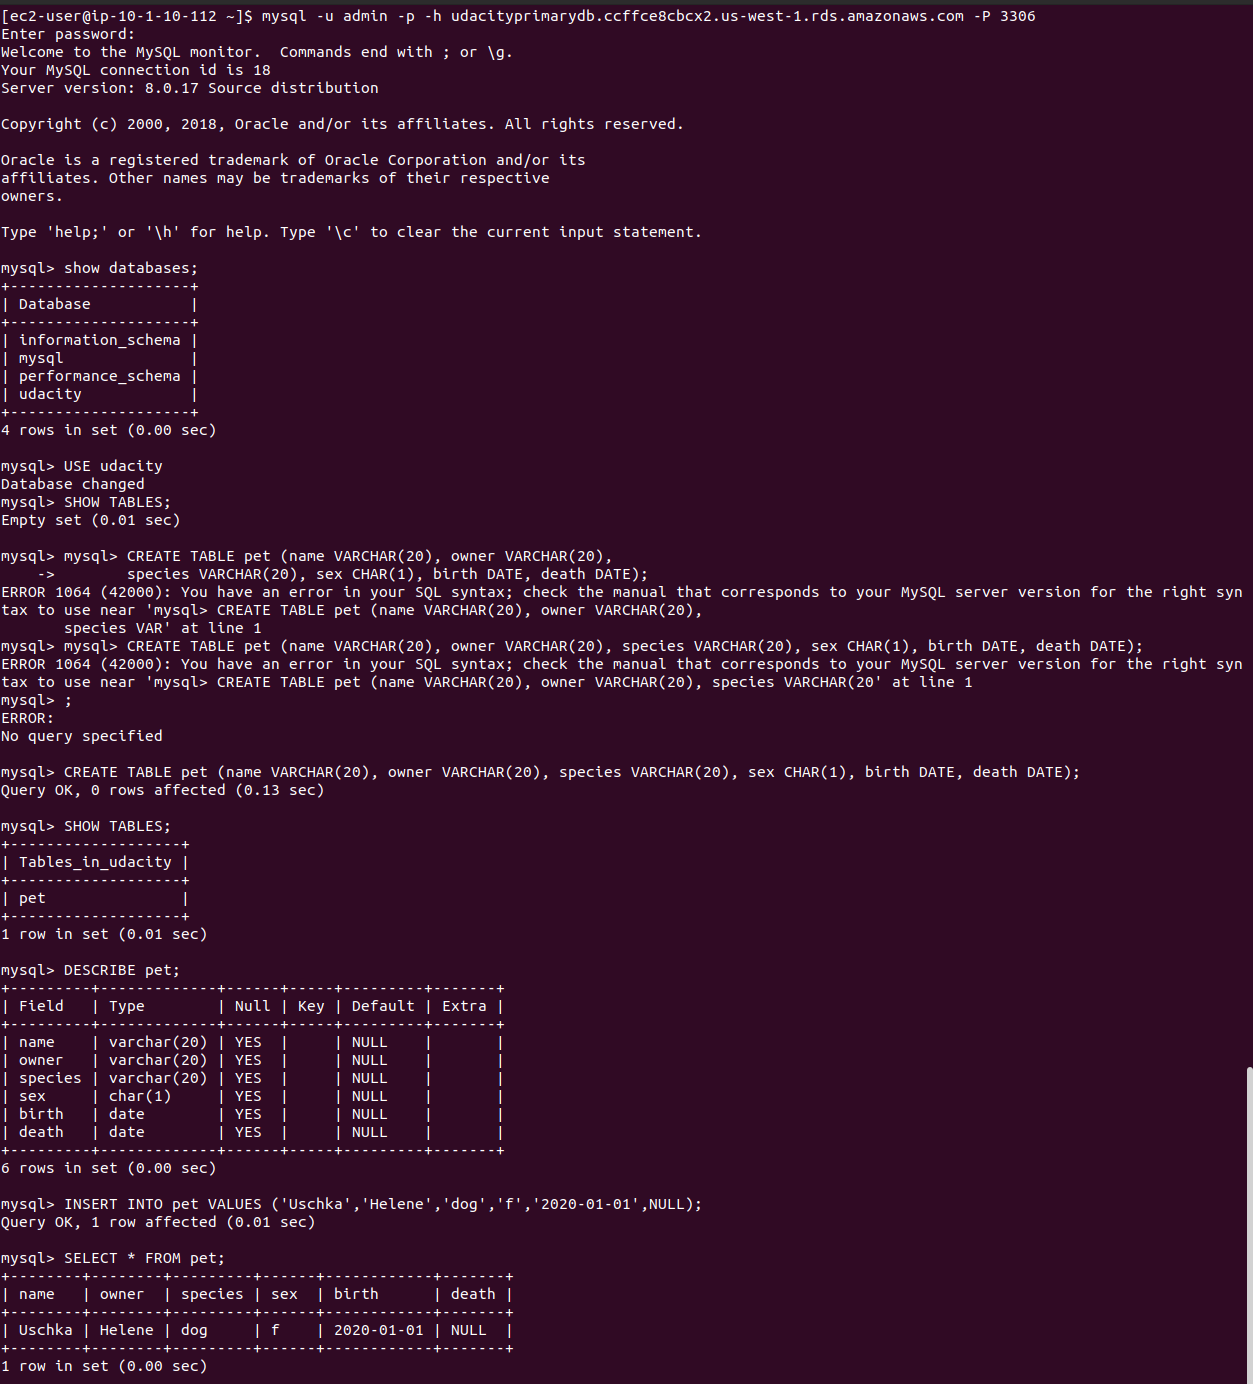 [ec2-user@ip-10-1-10-112 ~]$ mysql -u admin -p -h udacityprimarydb.ccffce8cbcx2.us-west-1.rds.amazonaws.com -P 3306
Enter password:
Welcome to the MySQL monitor.  Commands end with ; or \g.
Your MySQL connection id is 18
Server version: 8.0.17 Source distribution

Copyright (c) 2000, 2018, Oracle and/or its affiliates. All rights reserved.

Oracle is a registered trademark of Oracle Corporation and/or its
affiliates. Other names may be trademarks of their respective
owners.

Type 'help;' or '\h' for help. Type '\c' to clear the current input statement.

mysql> show databases;
+--------------------+
| Database           |
+--------------------+
| information_schema |
| mysql              |
| performance_schema |
| udacity            |
+--------------------+
4 rows in set (0.00 sec)

mysql> USE udacity
Database changed
mysql> SHOW TABLES;
Empty set (0.01 sec)

mysql> mysql> CREATE TABLE pet (name VARCHAR(20), owner VARCHAR(20),
    ->        species VARCHAR(20), sex CHAR(1), birth DATE, death DATE);
ERROR 1064 (42000): You have an error in your SQL syntax; check the manual that corresponds to your MySQL server version for the right syn
tax to use near 'mysql> CREATE TABLE pet (name VARCHAR(20), owner VARCHAR(20),
       species VAR' at line 1
mysql> mysql> CREATE TABLE pet (name VARCHAR(20), owner VARCHAR(20), species VARCHAR(20), sex CHAR(1), birth DATE, death DATE);
ERROR 1064 (42000): You have an error in your SQL syntax; check the manual that corresponds to your MySQL server version for the right syn
tax to use near 'mysql> CREATE TABLE pet (name VARCHAR(20), owner VARCHAR(20), species VARCHAR(20' at line 1
mysql> ;
ERROR:
No query specified

mysql> CREATE TABLE pet (name VARCHAR(20), owner VARCHAR(20), species VARCHAR(20), sex CHAR(1), birth DATE, death DATE);
Query OK, 0 rows affected (0.13 sec)

mysql> SHOW TABLES;
+-------------------+
| Tables_in_udacity |
+-------------------+
| pet               |
+-------------------+
1 row in set (0.01 sec)

mysql> DESCRIBE pet;
+---------+-------------+------+-----+---------+-------+
| Field   | Type        | Null | Key | Default | Extra |
+---------+-------------+------+-----+---------+-------+
| name    | varchar(20) | YES  |     | NULL    |       |
| owner   | varchar(20) | YES  |     | NULL    |       |
| species | varchar(20) | YES  |     | NULL    |       |
| sex     | char(1)     | YES  |     | NULL    |       |
| birth   | date        | YES  |     | NULL    |       |
| death   | date        | YES  |     | NULL    |       |
+---------+-------------+------+-----+---------+-------+
6 rows in set (0.00 sec)

mysql> INSERT INTO pet VALUES ('Uschka','Helene','dog','f','2020-01-01',NULL);
Query OK, 1 row affected (0.01 sec)

mysql> SELECT * FROM pet;
+--------+--------+---------+------+------------+-------+
| name   | owner  | species | sex  | birth      | death |
+--------+--------+---------+------+------------+-------+
| Uschka | Helene | dog     | f    | 2020-01-01 | NULL  |
+--------+--------+---------+------+------------+-------+
1 row in set (0.00 sec)